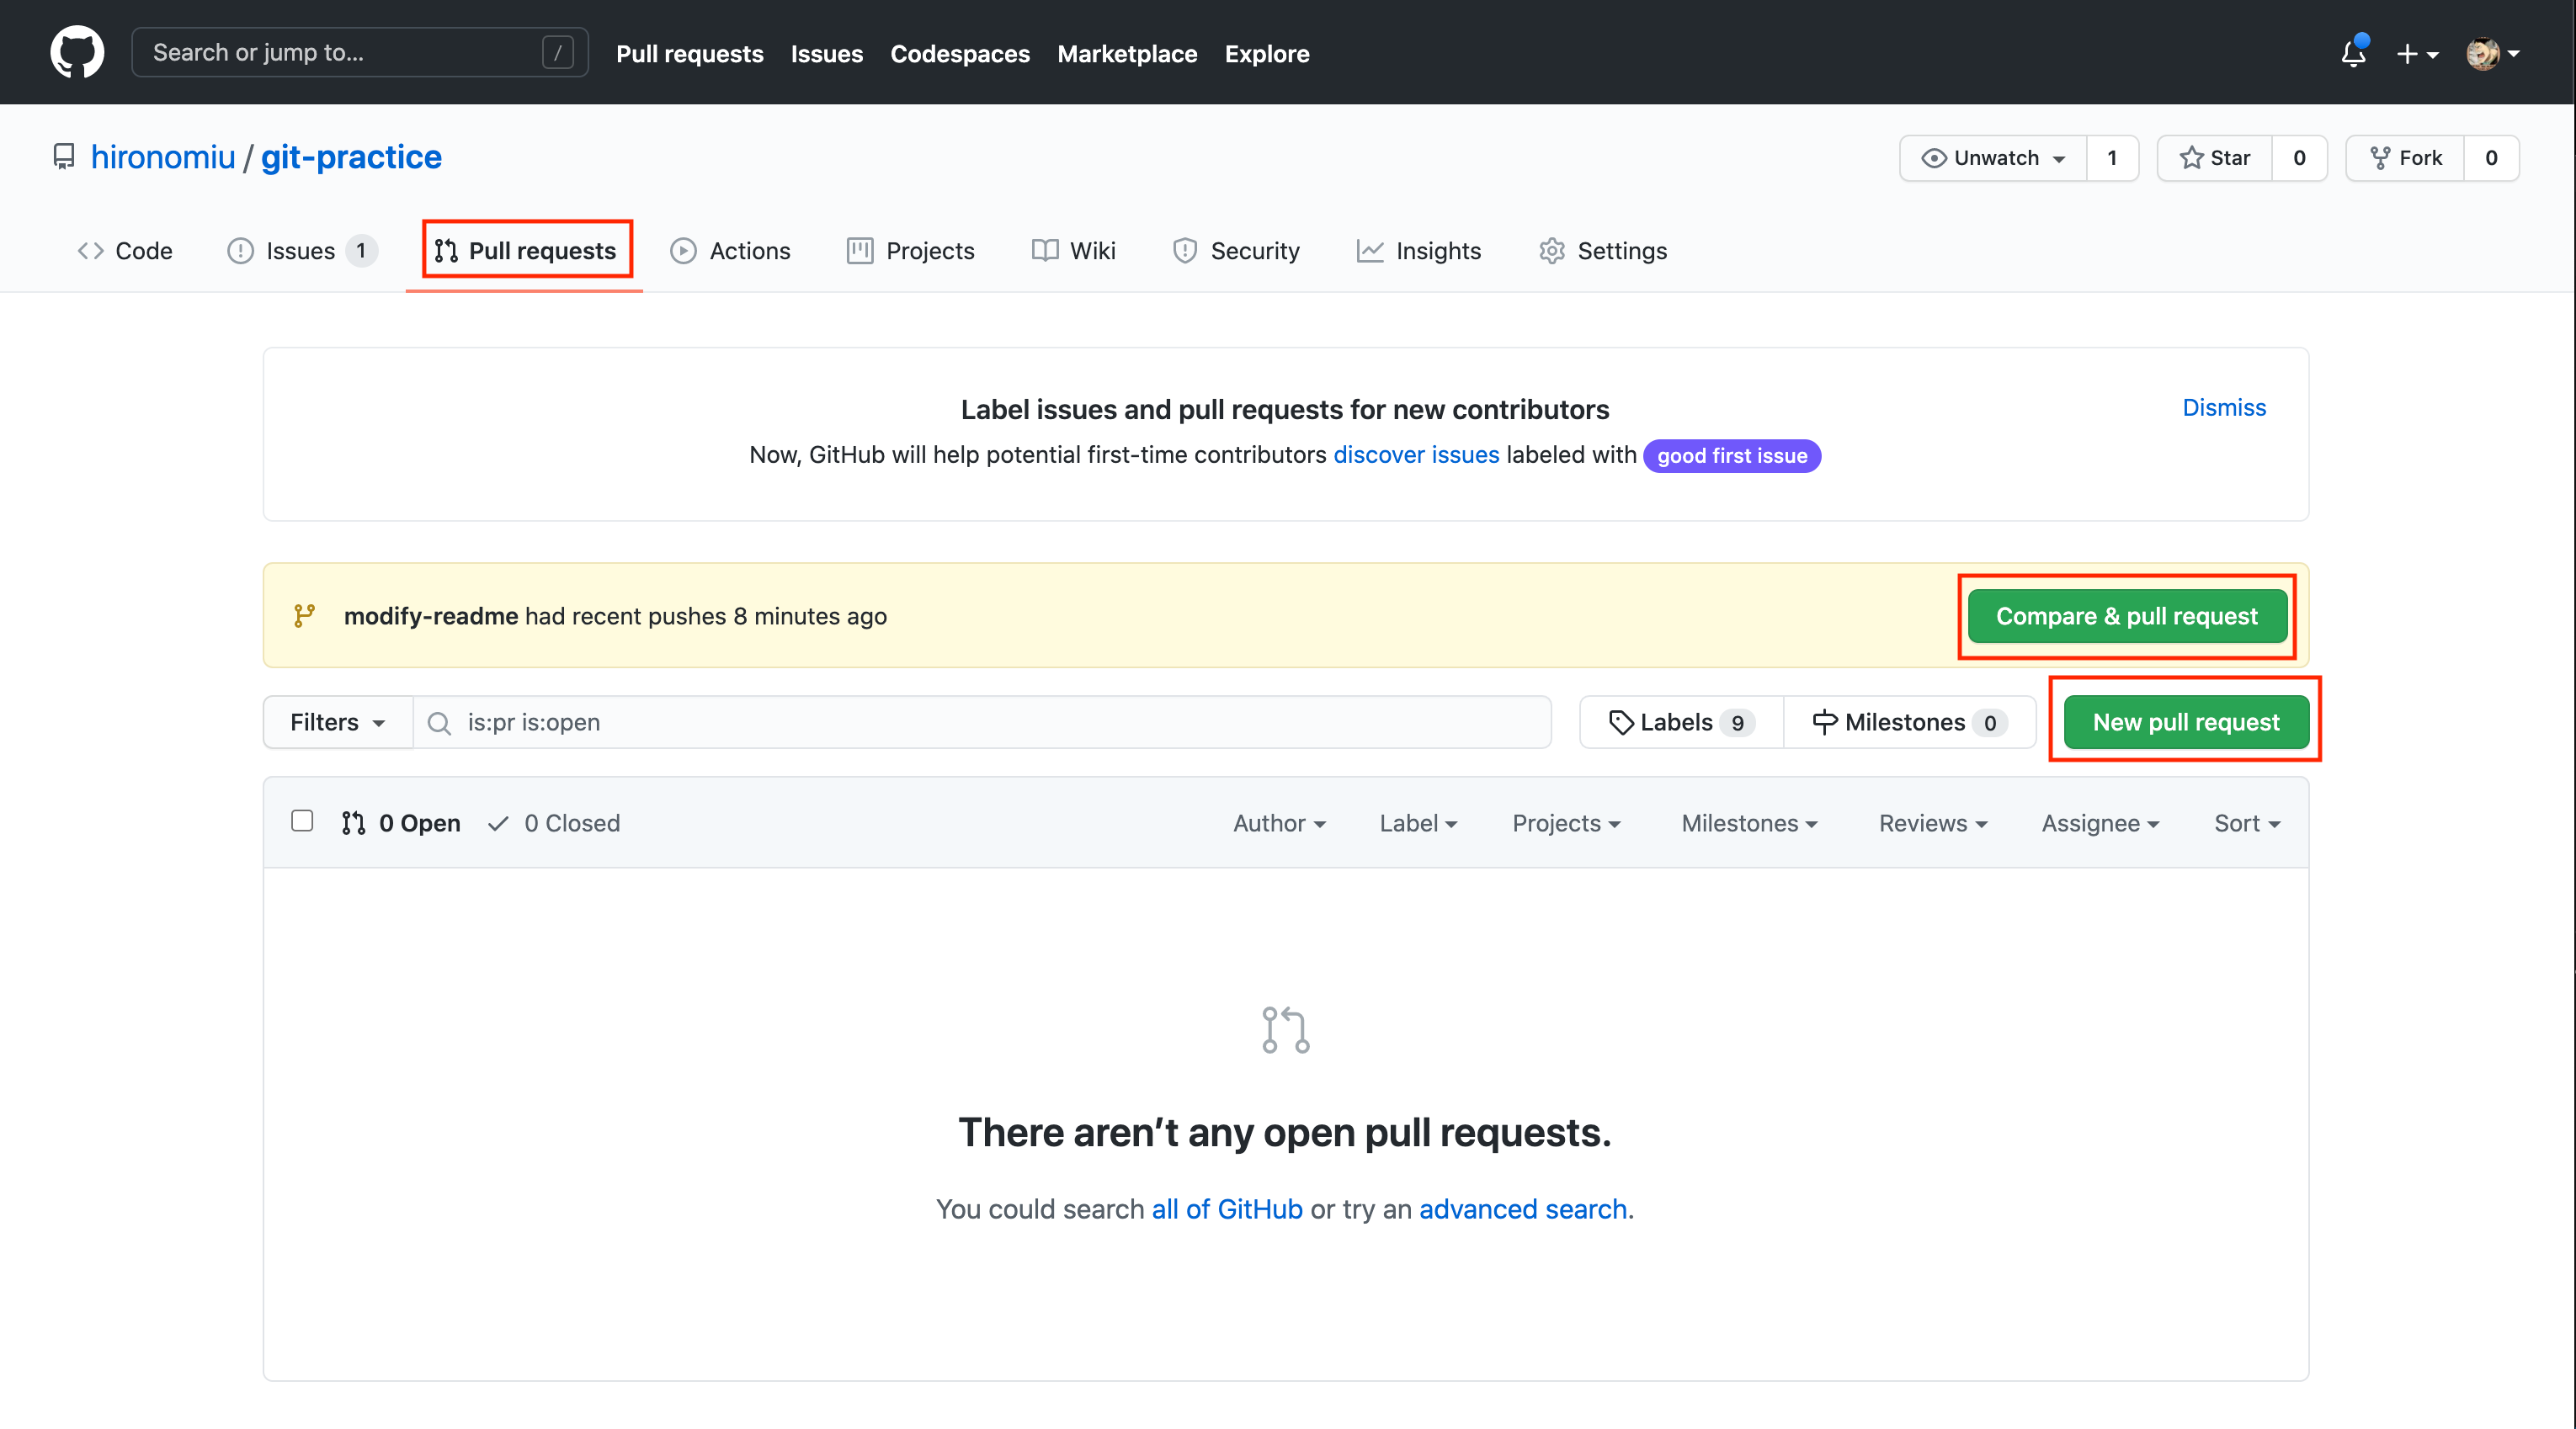 Search or jump to... / Pull requests Issues Codespaces Marketplace Explore
hironomiu / git-practice Unwatch 1 Star 0 Fork 0
Code Issues 1 Pull requests Actions Projects Wiki Security Insights Settings
Label issues and pull requests for new contributors Dismiss
Now, GitHub will help potential first-time contributors discover issues labeled with good first issue
modify-readme had recent pushes 8 minutes ago Compare & pull request
Filters is:pr is:open Labels 9 Milestones 0 New pull request
0 Open 0 Closed Author Label Projects Milestones Reviews Assignee Sort
There aren’t any open pull requests.
You could search all of GitHub or try an advanced search.